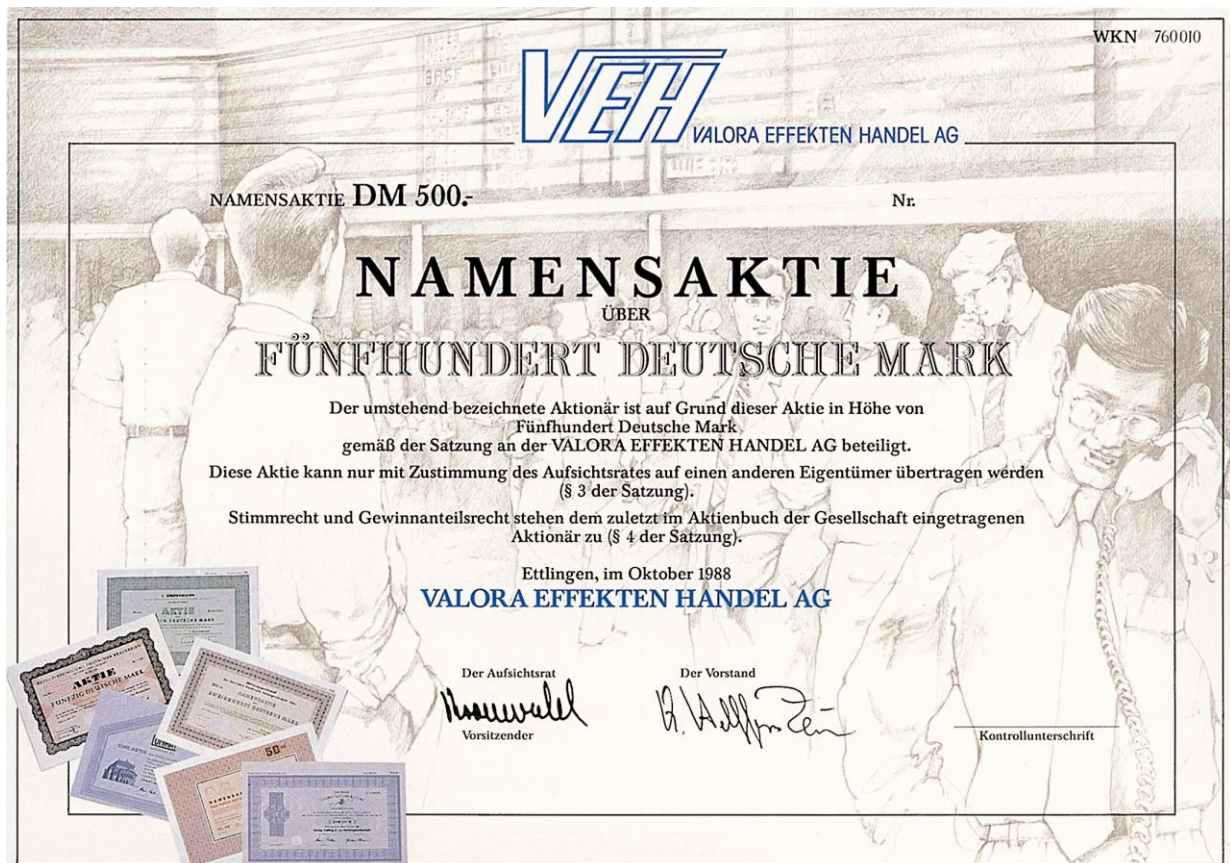 WKN 760010
VEH
VALORA EFFEKTEN HANDEL AG
NAMENSAKTIE DM 500.-
Nr.
NAMENSAKTIE
ÜBER
FÜNFHUNDERT DEUTSCHE MARK
Der umstehend bezeichnete Aktionär ist auf Grund dieser Aktie in Höhe von
Fünfhundert Deutsche Mark
gemäß der Satzung an der VALORA EFFEKTEN HANDEL AG beteiligt.
Diese Aktie kann nur mit Zustimmung des Aufsichtsrates auf einen anderen Eigentümer übertragen werden
(§ 3 der Satzung).
Stimmrecht und Gewinnanteilsrecht stehen dem zuletzt im Aktienbuch der Gesellschaft eingetragenen
Aktionär zu (§ 4 der Satzung).
Ettlingen, im Oktober 1988
VALORA EFFEKTEN HANDEL AG
Der Aufsichtsrat
Vorsitzender
Der Vorstand
Kontrollunterschrift
BASF
AKTIE
AKTIE
FÜNFZIG DEUTSCHE MARK
50